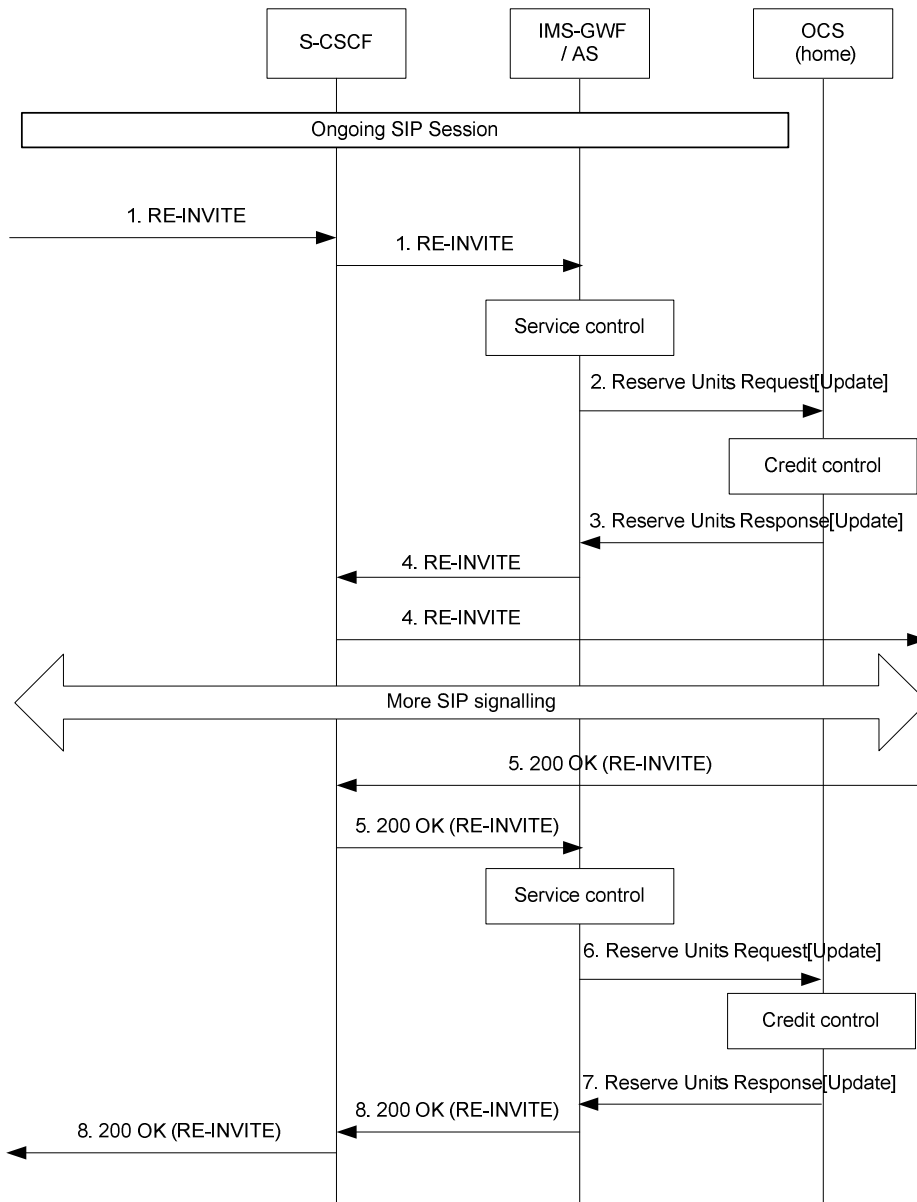 S-CSCF
IMS-GWF
/ AS
OCS
(home)
Ongoing SIP Session
1. RE-INVITE
1. RE-INVITE
Service control
2. Reserve Units Request[Update]
Credit control
3. Reserve Units Response[Update]
4. RE-INVITE
4. RE-INVITE
More SIP signalling
5. 200 OK (RE-INVITE)
5. 200 OK (RE-INVITE)
Service control
6. Reserve Units Request[Update]
Credit control
7. Reserve Units Response[Update]
8. 200 OK (RE-INVITE)
8. 200 OK (RE-INVITE)